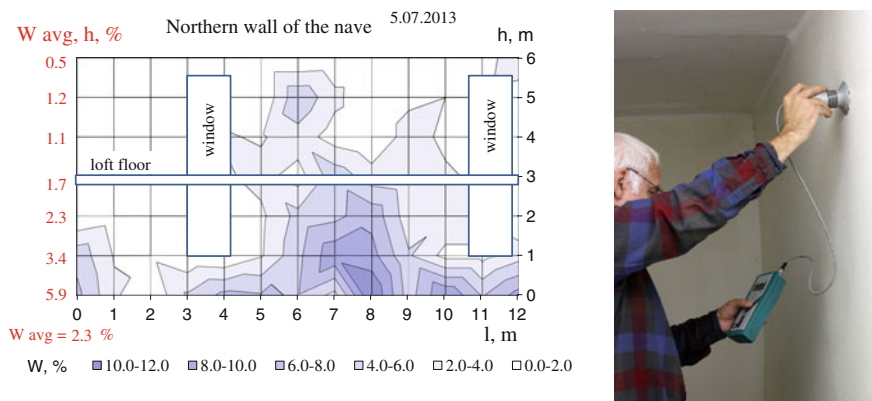 W avg, h, % Northern wall of the nave 5.07.2013 h, m
0.5 6
1.2 5
window window
1.1 4
loft floor
1.7 3
2.3 2
3.4 1
5.9 0
0 1 2 3 4 5 6 7 8 9 10 11 12
W avg = 2.3 % l, m
W, % 10.0-12.0 8.0-10.0 6.0-8.0 4.0-6.0 2.0-4.0 0.0-2.0